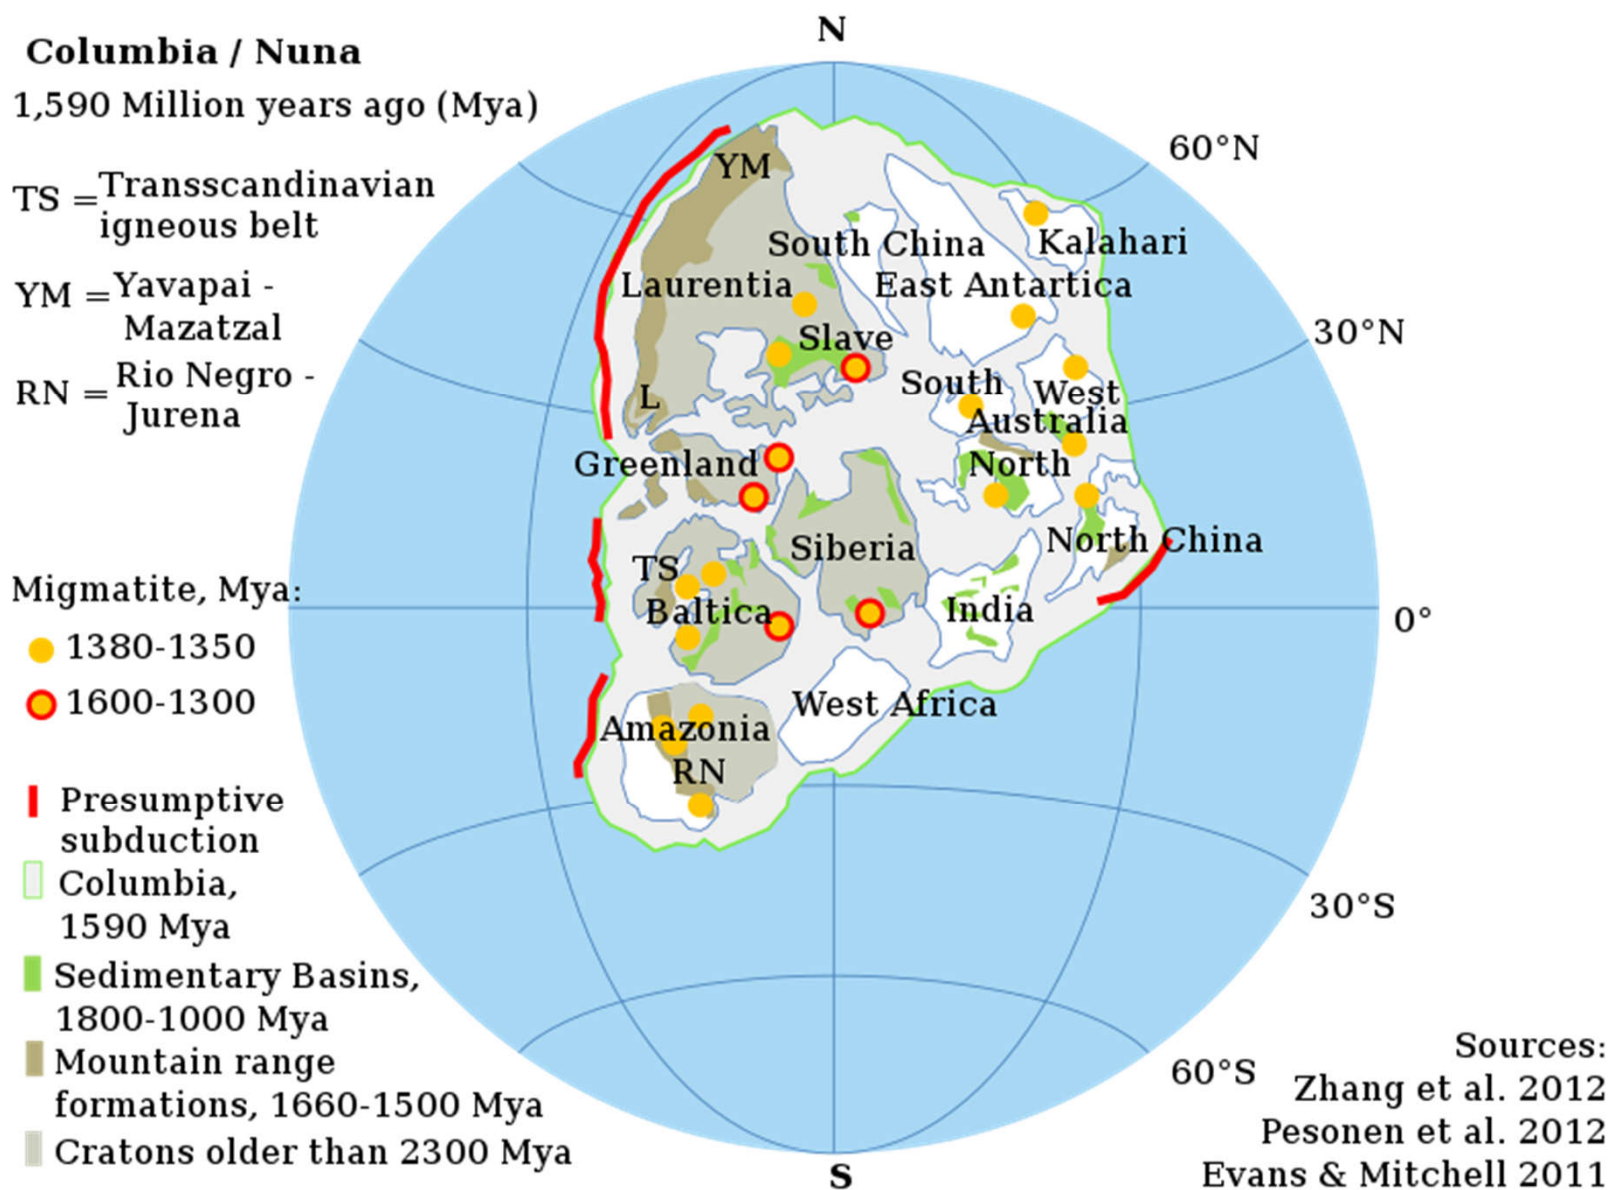 Columbia / Nuna
1,590 Million years ago (Mya)
TS = Transscandinavian
igneous belt
YM = Yavapai -
Mazatzal
RN = Rio Negro -
Jurena
Migmatite, Mya:
1380-1350
1600-1300
Presumptive
subduction
Columbia,
1590 Mya
Sedimentary Basins,
1800-1000 Mya
Mountain range
formations, 1660-1500 Mya
Cratons older than 2300 Mya
N
60°N
YM
South China
Kalahari
Laurentia
East Antartica
30°N
Slave
South
West
L
Australia
Greenland
North
North China
Siberia
TS
Baltica
India
0°
West Africa
Amazonia
RN
30°S
60°S
S
Sources:
Zhang et al. 2012
Pesonen et al. 2012
Evans & Mitchell 2011